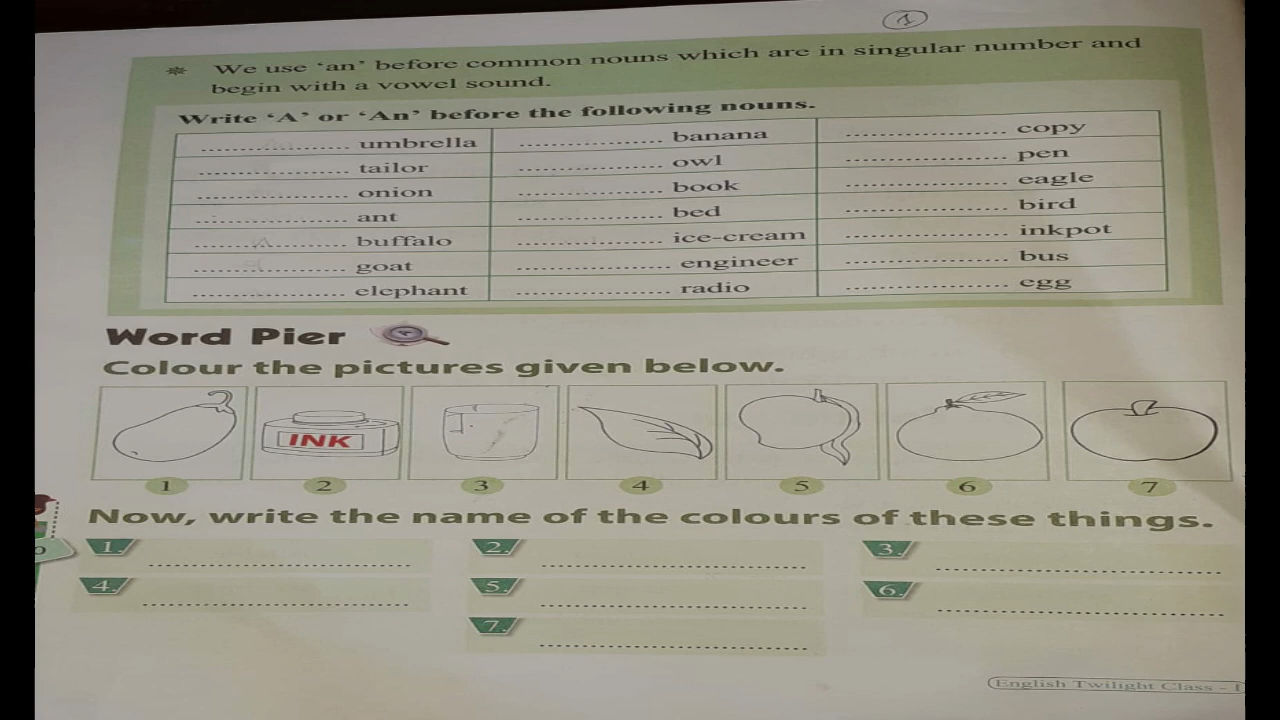 1
* We use 'an' before common nouns which are in singular number and
begin with a vowel sound.
Write 'A' or 'An' before the following nouns.
.................... umbrella .................... banana .................... copy
.................... tailor .................... owl .................... pen
.................... onion .................... book .................... eagle
.................... ant .................... bed .................... bird
.................... buffalo .................... ice-cream .................... inkpot
.................... goat .................... engineer .................... bus
.................... elephant .................... radio .................... egg
Word Pier
Colour the pictures given below.
INK
1 2 3 4 5 6 7
Now, write the name of the colours of these things.
1. .................... 2. .................... 3. ....................
4. .................... 5. .................... 6. ....................
7. ....................
English Twilight Class - I